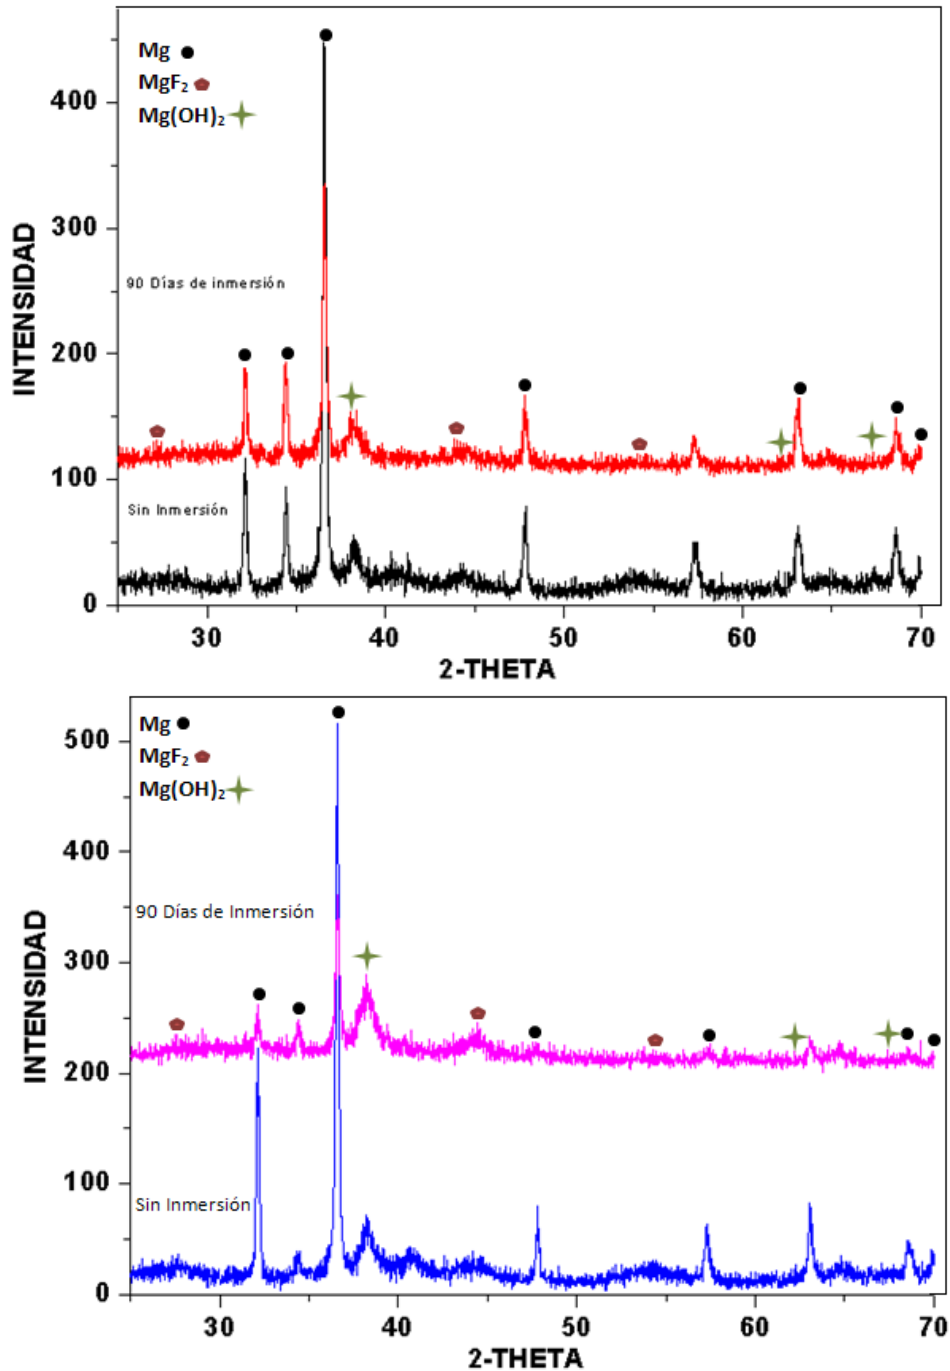 Mg
MgF₂
Mg(OH)₂
400
300
200
100
0
INTENSIDAD
90 Días de inmersión
Sin Inmersión
30 40 50 60 70
2-THETA
Mg
MgF₂
Mg(OH)₂
500
400
300
200
100
0
INTENSIDAD
90 Días de Inmersión
Sin Inmersión
30 40 50 60 70
2-THETA